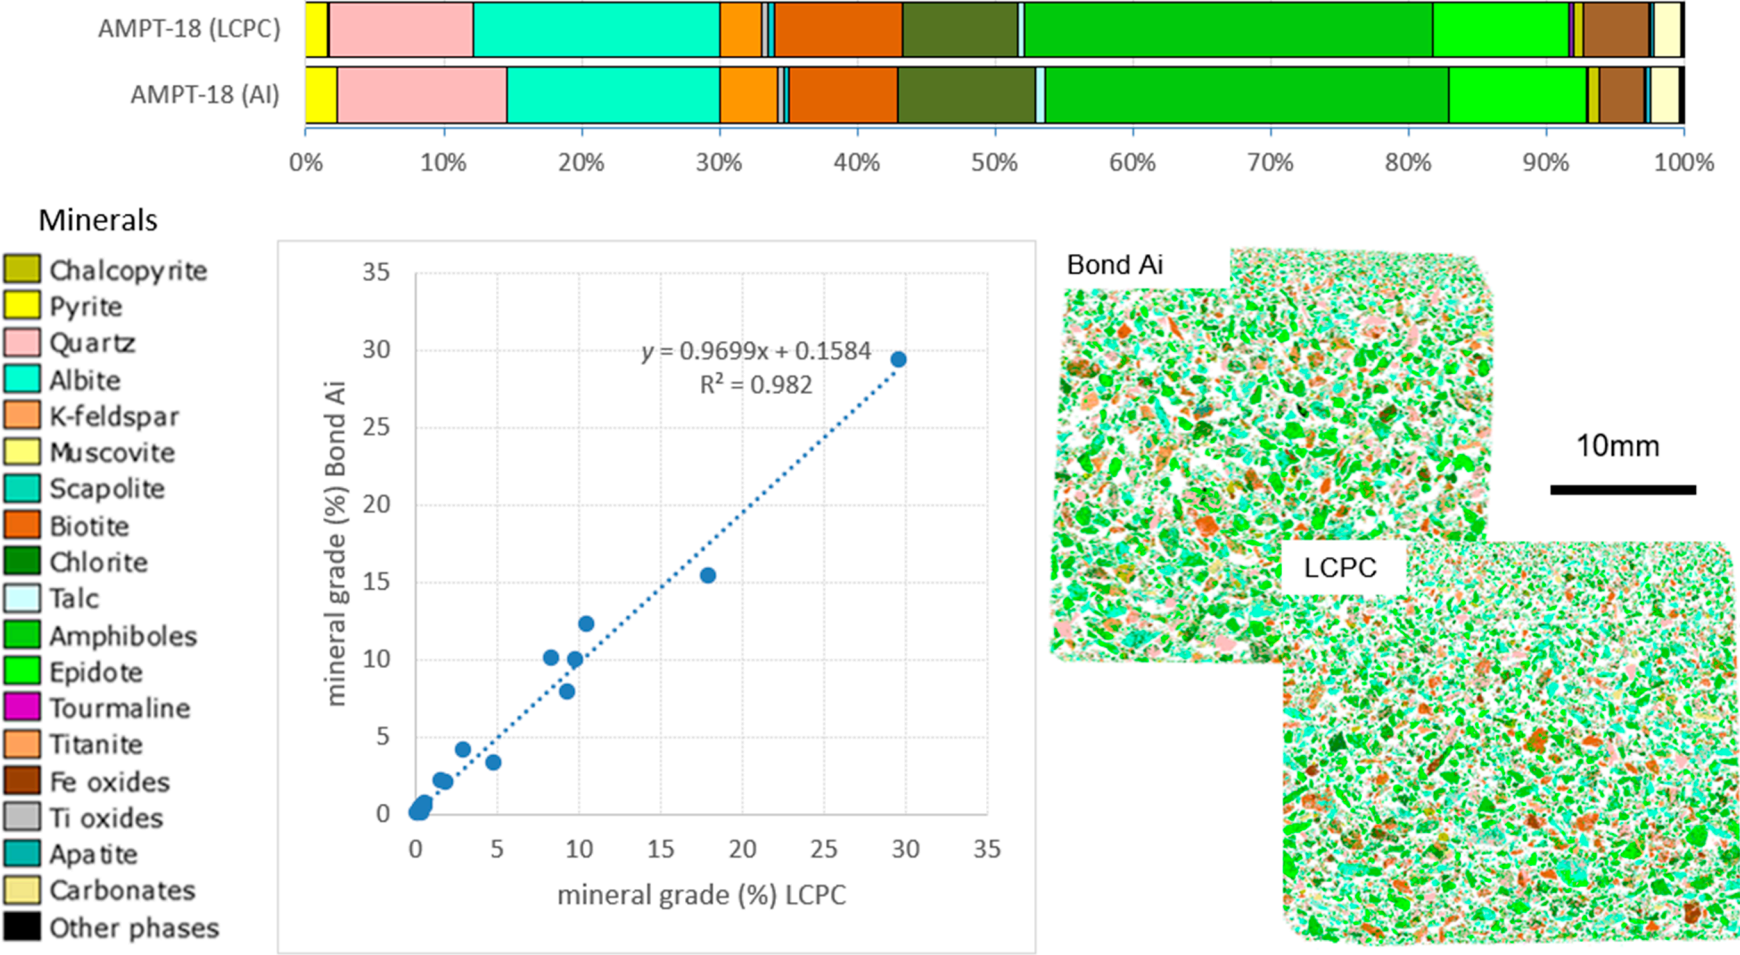 AMPT-18 (LCPC)
AMPT-18 (AI)
0% 10% 20% 30% 40% 50% 60% 70% 80% 90% 100%
Minerals
Chalcopyrite
Pyrite
Quartz
Albite
K-feldspar
Muscovite
Scapolite
Biotite
Chlorite
Talc
Amphiboles
Epidote
Tourmaline
Titanite
Fe oxides
Ti oxides
Apatite
Carbonates
Other phases
mineral grade (%) Bond Ai
35
30
25
20
15
10
5
0
y = 0.9699x + 0.1584
R² = 0.982
0 5 10 15 20 25 30 35
mineral grade (%) LCPC
Bond Ai
10mm
LCPC